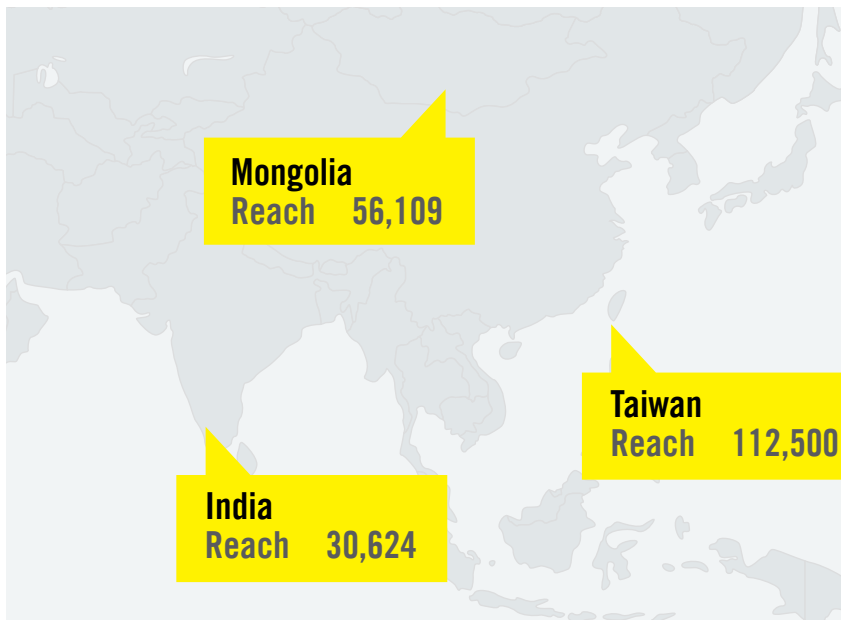 Mongolia
Reach 56,109
Taiwan
Reach 112,500
India
Reach 30,624